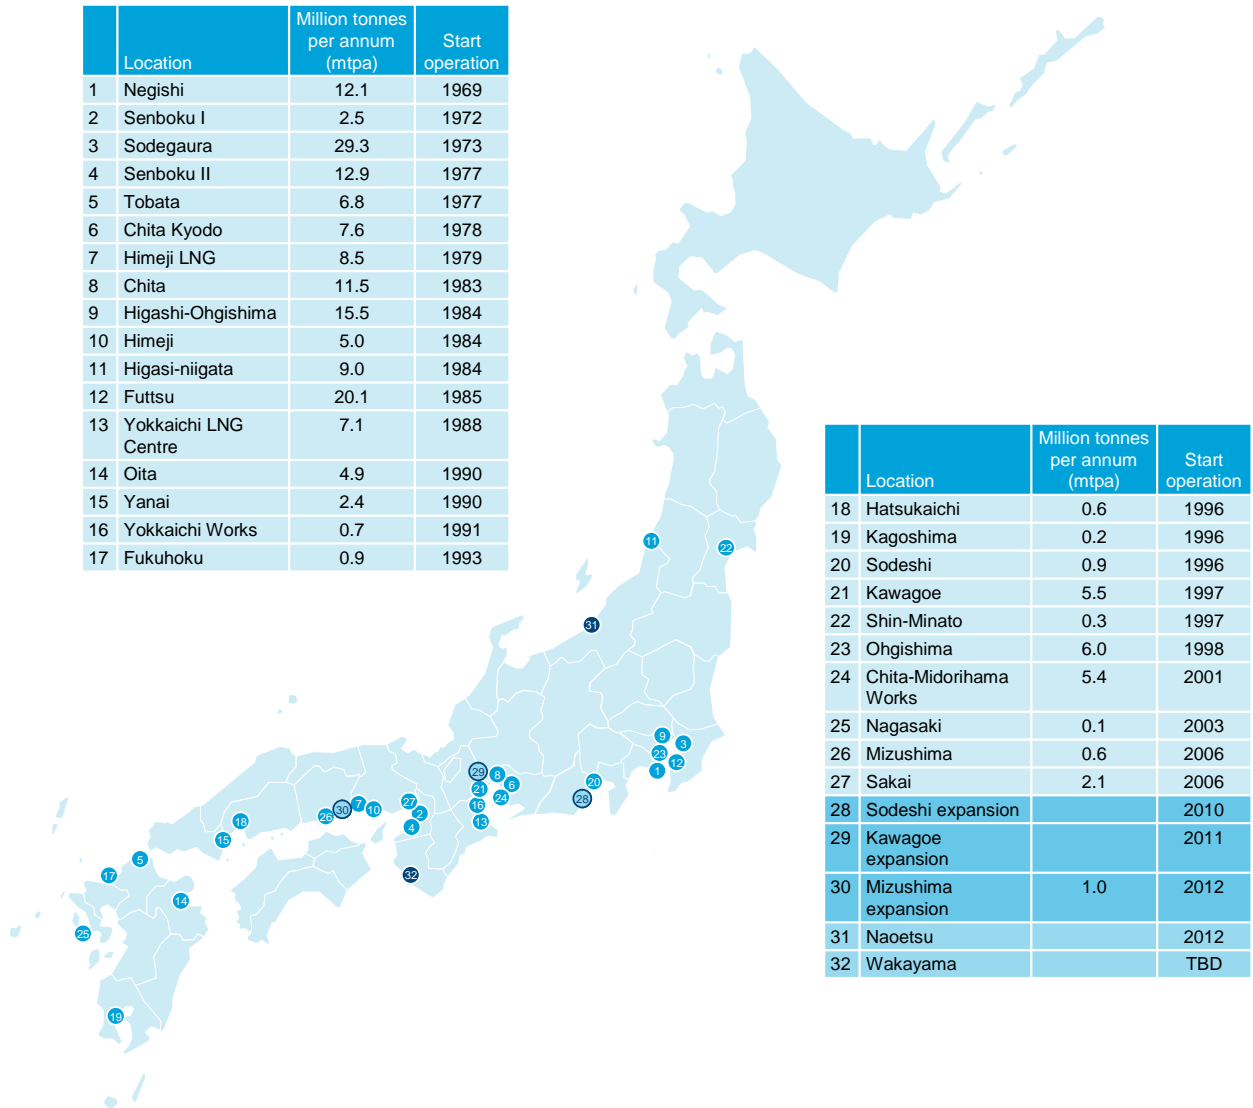 Location Million tonnes per annum (mtpa) Start operation
1 Negishi 12.1 1969
2 Senboku I 2.5 1972
3 Sodegaura 29.3 1973
4 Senboku II 12.9 1977
5 Tobata 6.8 1977
6 Chita Kyodo 7.6 1978
7 Himeji LNG 8.5 1979
8 Chita 11.5 1983
9 Higashi-Ohgishima 15.5 1984
10 Himeji 5.0 1984
11 Higasi-niigata 9.0 1984
12 Futtsu 20.1 1985
13 Yokkaichi LNG Centre 7.1 1988
14 Oita 4.9 1990
15 Yanai 2.4 1990
16 Yokkaichi Works 0.7 1991
17 Fukuhoku 0.9 1993
Location Million tonnes per annum (mtpa) Start operation
18 Hatsukaichi 0.6 1996
19 Kagoshima 0.2 1996
20 Sodeshi 0.9 1996
21 Kawagoe 5.5 1997
22 Shin-Minato 0.3 1997
23 Ohgishima 6.0 1998
24 Chita-Midorihama Works 5.4 2001
25 Nagasaki 0.1 2003
26 Mizushima 0.6 2006
27 Sakai 2.1 2006
28 Sodeshi expansion 2010
29 Kawagoe expansion 2011
30 Mizushima expansion 1.0 2012
31 Naoetsu 2012
32 Wakayama TBD
11
22
31
9
3
23
12
1
29
8
6
20
21
24
28
16
13
27
2
4
7
30
10
26
18
15
5
17
32
14
25
19